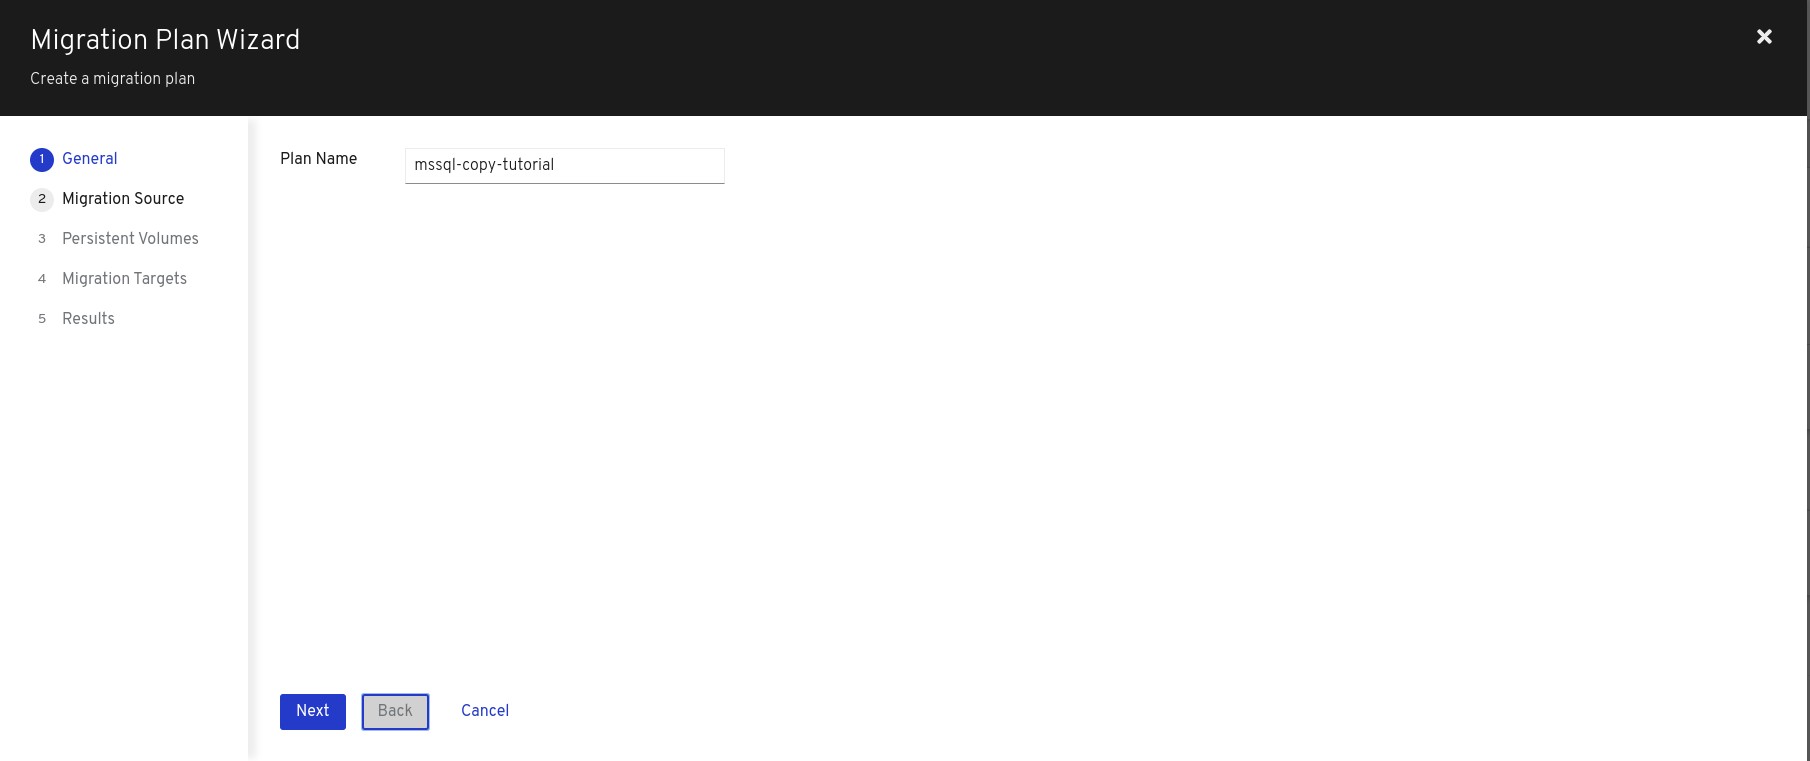 Migration Plan Wizard
Create a migration plan
1 General
2 Migration Source
3 Persistent Volumes
4 Migration Targets
5 Results
Plan Name mssql-copy-tutorial
Next Back Cancel